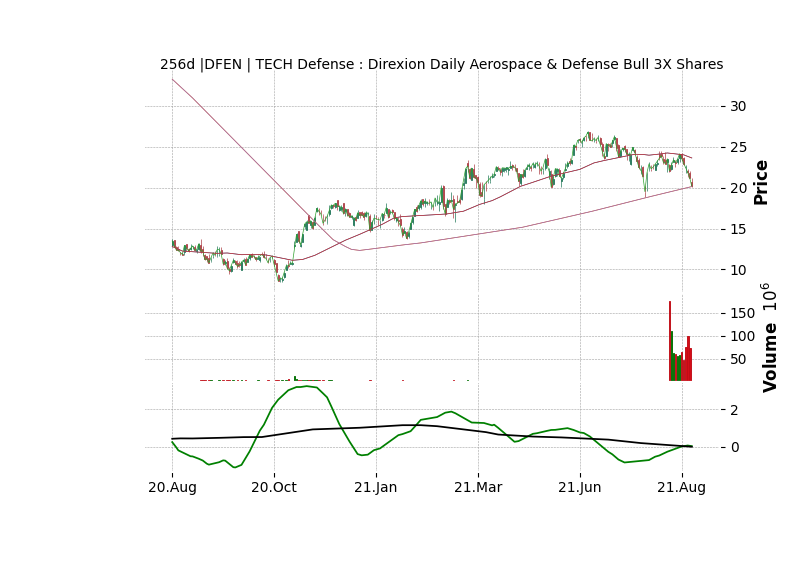 256d |DFEN | TECH Defense : Direxion Daily Aerospace & Defense Bull 3X Shares
30
25
20
15
10
Price
150
100
50
Volume 10^6
2
0
20.Aug 20.Oct 21.Jan 21.Mar 21.Jun 21.Aug